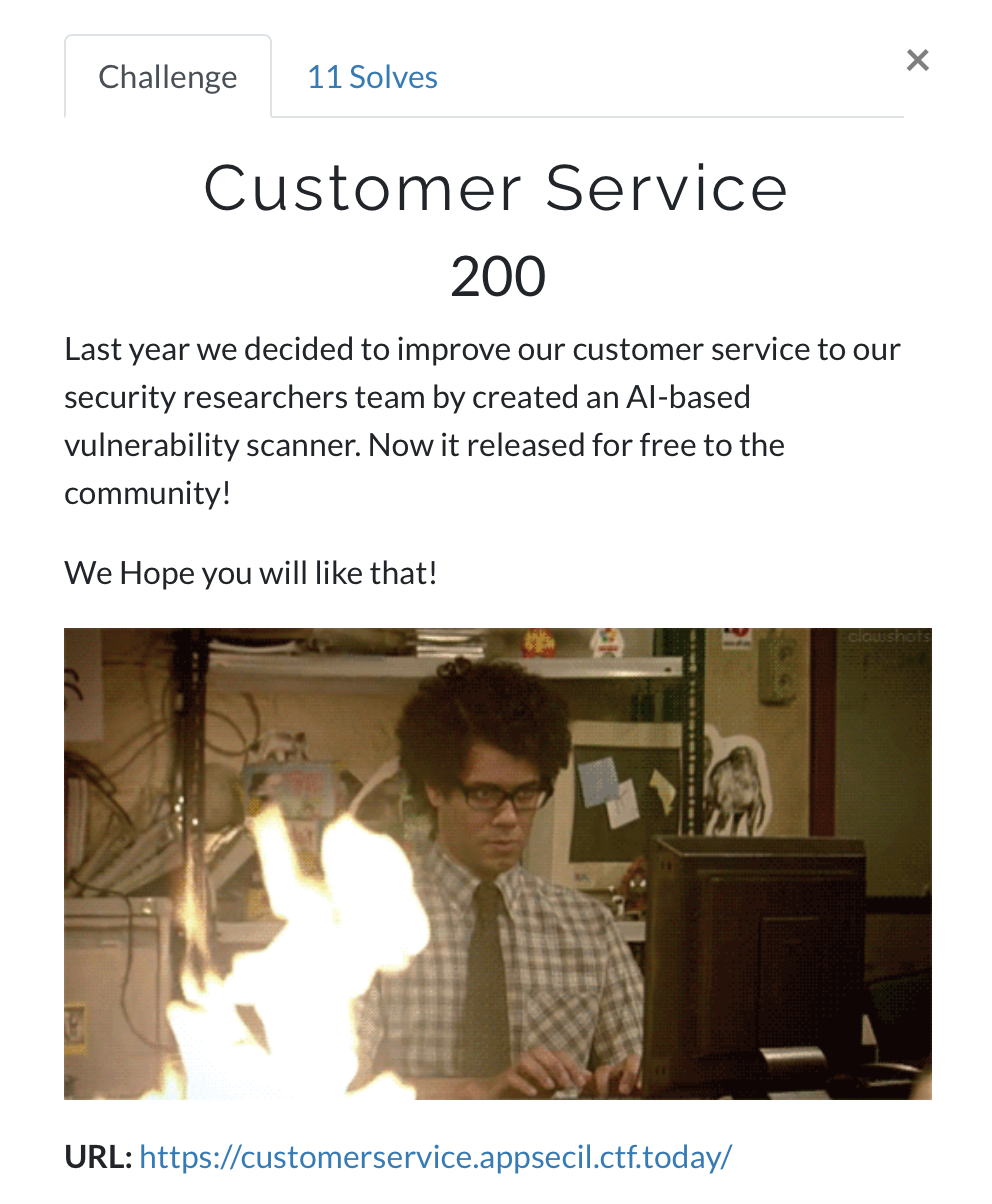 Challenge
11 Solves
×
Customer Service
200
Last year we decided to improve our customer service to our
security researchers team by created an AI-based
vulnerability scanner. Now it released for free to the
community!
We Hope you will like that!
clawshots
URL: https://customerservice.appsecil.ctf.today/